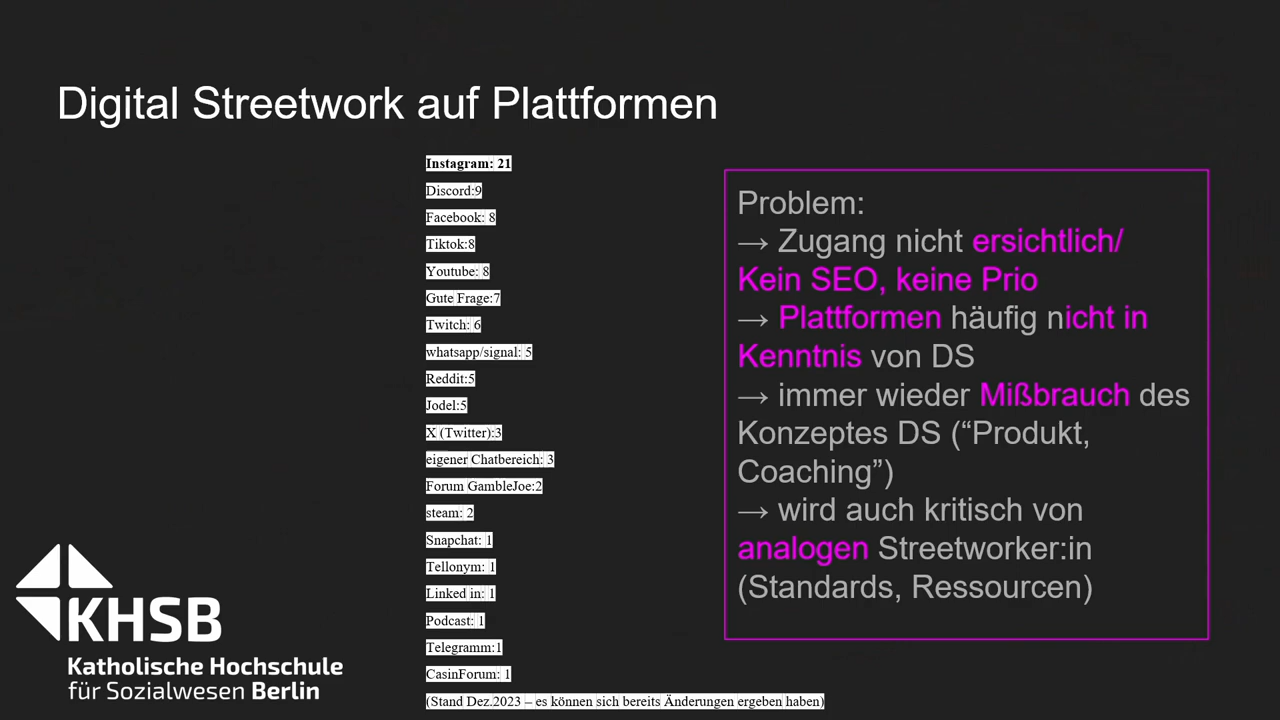 Digital Streetwork auf Plattformen
Instagram: 21
Discord:9
Facebook: 8
Tiktok:8
Youtube: 8
Gute Frage:7
Twitch: 6
whatsapp/signal: 5
Reddit:5
Jodel:5
X (Twitter):3
eigener Chatbereich: 3
Forum GambleJoe:2
steam: 2
Snapchat: 1
Tellonym: 1
Linked in: 1
Podcast: 1
Telegramm:1
CasinForum: 1
(Stand Dez.2023 – es können sich bereits Änderungen ergeben haben)
Problem:
→ Zugang nicht ersichtlich/
Kein SEO, keine Prio
→ Plattformen häufig nicht in
Kenntnis von DS
→ immer wieder Mißbrauch des
Konzeptes DS (“Produkt,
Coaching”)
→ wird auch kritisch von
analogen Streetworker:in
(Standards, Ressourcen)
KHSB
Katholische Hochschule
für Sozialwesen Berlin